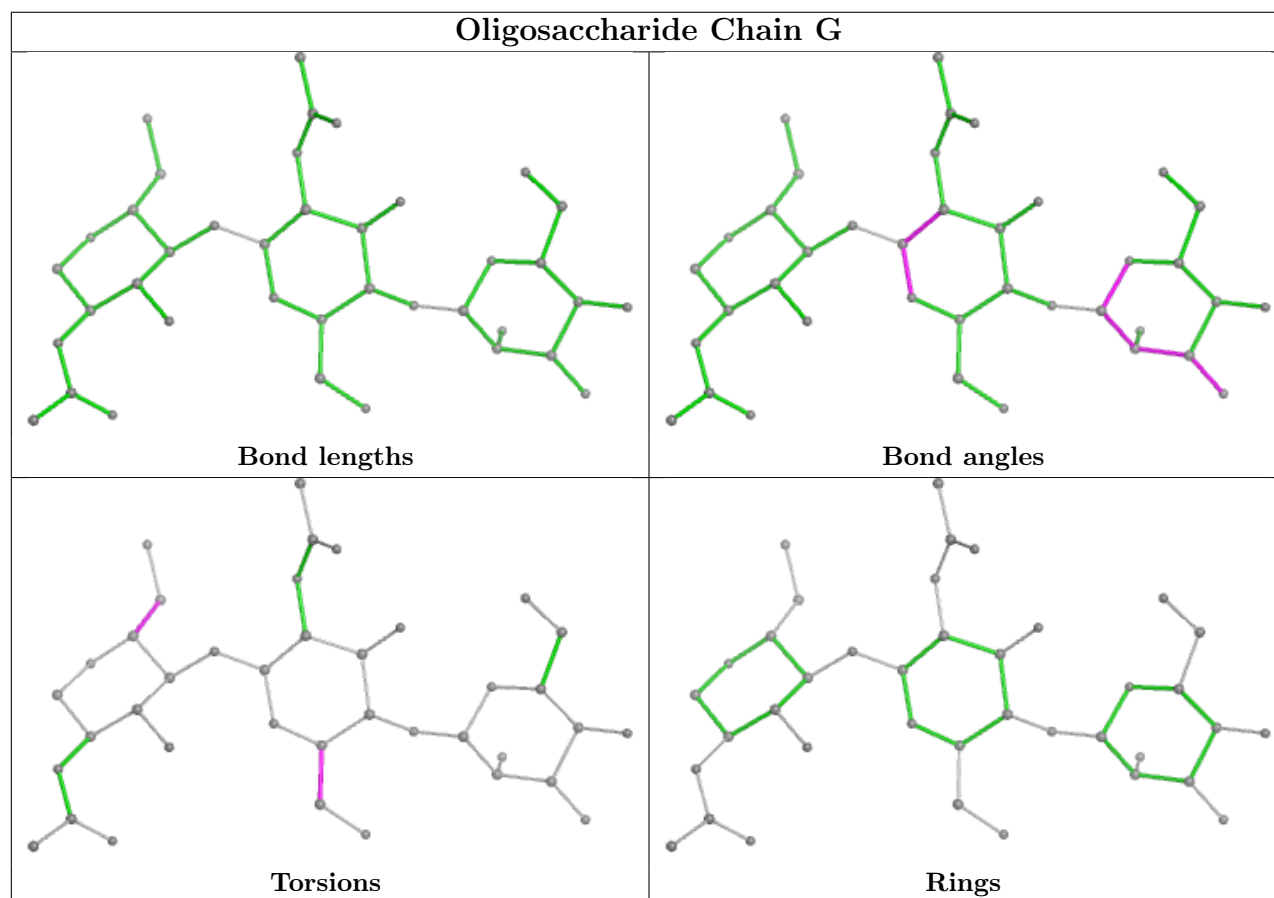 Oligosaccharide Chain G
Bond lengths
Bond angles
Torsions
Rings